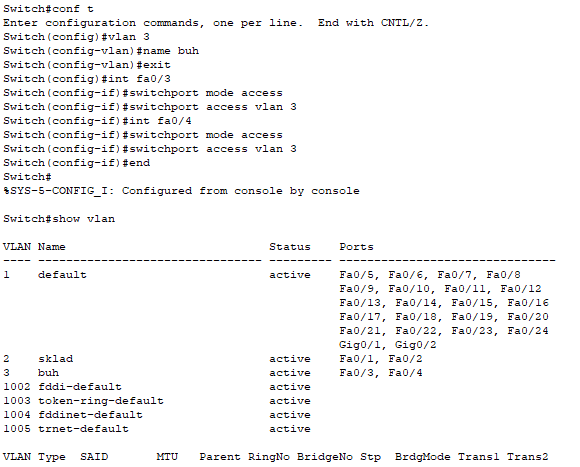 Switch#conf t
Enter configuration commands, one per line.  End with CNTL/Z.
Switch(config)#vlan 3
Switch(config-vlan)#name buh
Switch(config-vlan)#exit
Switch(config)#int fa0/3
Switch(config-if)#switchport mode access
Switch(config-if)#switchport access vlan 3
Switch(config-if)#int fa0/4
Switch(config-if)#switchport mode access
Switch(config-if)#switchport access vlan 3
Switch(config-if)#end
Switch#
%SYS-5-CONFIG_I: Configured from console by console
Switch#show vlan
VLAN Name                             Status    Ports
---- -------------------------------- --------- -------------------------------
1    default                          active    Fa0/5, Fa0/6, Fa0/7, Fa0/8
                                                Fa0/9, Fa0/10, Fa0/11, Fa0/12
                                                Fa0/13, Fa0/14, Fa0/15, Fa0/16
                                                Fa0/17, Fa0/18, Fa0/19, Fa0/20
                                                Fa0/21, Fa0/22, Fa0/23, Fa0/24
                                                Gig0/1, Gig0/2
2    sklad                            active    Fa0/1, Fa0/2
3    buh                              active    Fa0/3, Fa0/4
1002 fddi-default                     active
1003 token-ring-default               active
1004 fddinet-default                  active
1005 trnet-default                    active
VLAN Type  SAID       MTU   Parent RingNo BridgeNo Stp  BrdgMode Trans1 Trans2